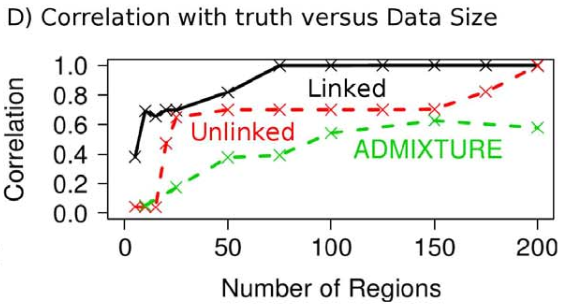 D) Correlation with truth versus Data Size
Correlation
1.0
0.8
0.6
0.4
0.2
0.0
Linked
Unlinked
ADMIXTURE
0 50 100 150 200
Number of Regions